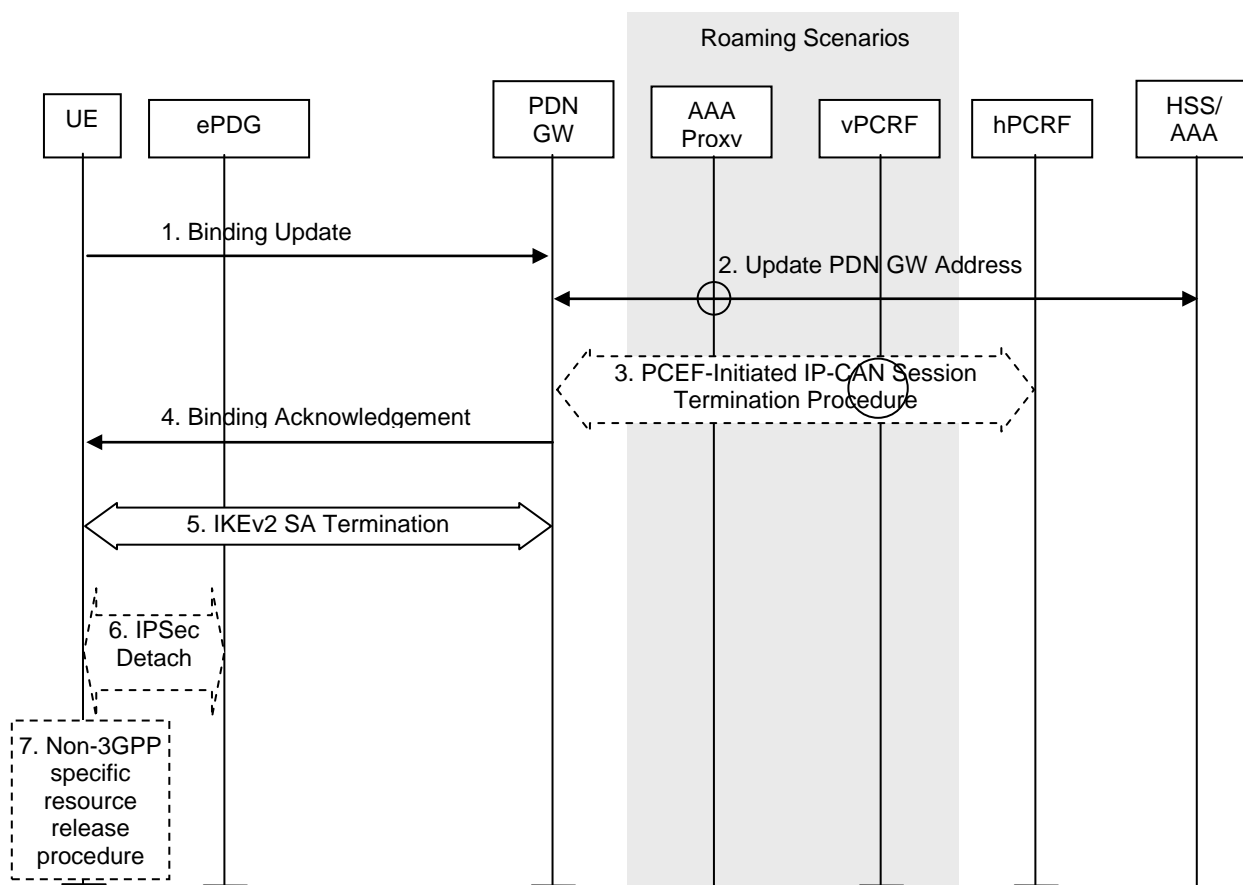 Roaming Scenarios
UE
ePDG
PDN
GW
AAA
Proxv
vPCRF
hPCRF
HSS/
AAA
1. Binding Update
2. Update PDN GW Address
3. PCEF-Initiated IP-CAN Session
Termination Procedure
4. Binding Acknowledgement
5. IKEv2 SA Termination
6. IPSec
Detach
7. Non-3GPP
specific
resource
release
procedure